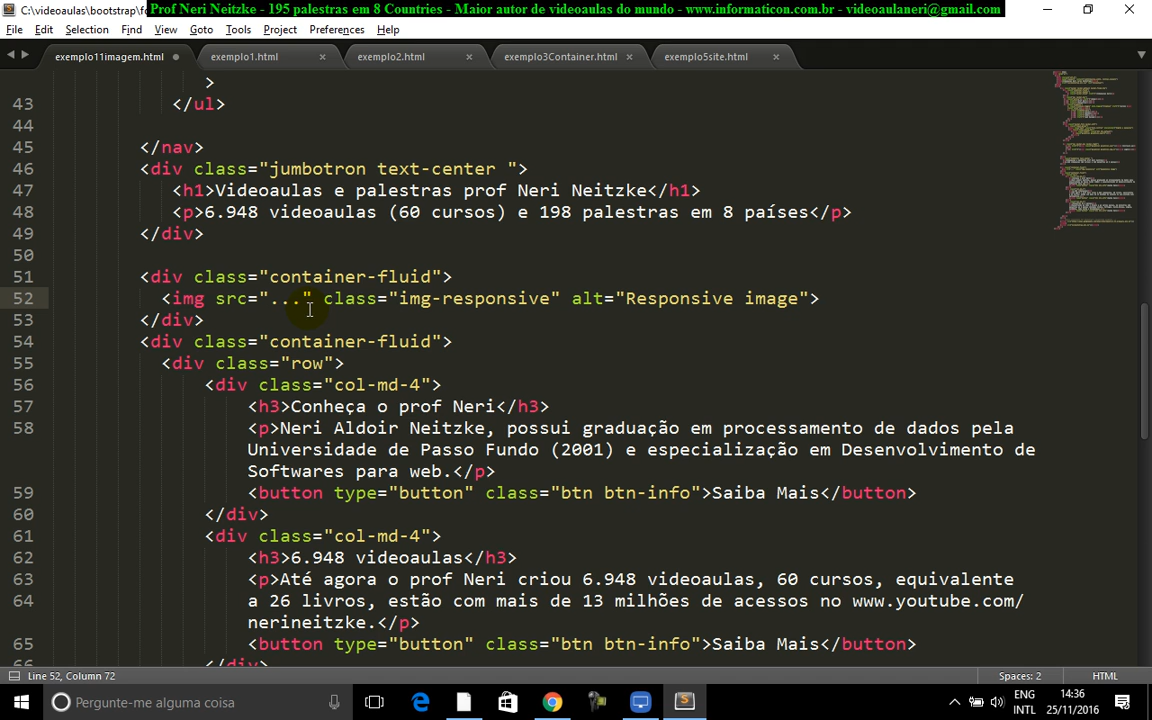 C:\videoaulas\bootstrap\fo
Prof Neri Neitzke - 195 palestras em 8 Countries - Maior autor de videoaulas do mundo - www.informaticon.com.br - videoaulaneri@gmail.com
File Edit Selection Find View Goto Tools Project Preferences Help
exemplo11imagem.html exemplo1.html exemplo2.html exemplo3Container.html exemplo5site.html
>
43 </ul>
44
45 </nav>
46 <div class="jumbotron text-center ">
47 <h1>Videoaulas e palestras prof Neri Neitzke</h1>
48 <p>6.948 videoaulas (60 cursos) e 198 palestras em 8 países</p>
49 </div>
50
51 <div class="container-fluid">
52 <img src="..." class="img-responsive" alt="Responsive image">
53 </div>
54 <div class="container-fluid">
55 <div class="row">
56 <div class="col-md-4">
57 <h3>Conheça o prof Neri</h3>
58 <p>Neri Aldoir Neitzke, possui graduação em processamento de dados pela
Universidade de Passo Fundo (2001) e especialização em Desenvolvimento de
Softwares para web.</p>
59 <button type="button" class="btn btn-info">Saiba Mais</button>
60 </div>
61 <div class="col-md-4">
62 <h3>6.948 videoaulas</h3>
63 <p>Até agora o prof Neri criou 6.948 videoaulas, 60 cursos, equivalente
64 a 26 livros, estão com mais de 13 milhões de acessos no www.youtube.com/
nerineitzke.</p>
65 <button type="button" class="btn btn-info">Saiba Mais</button>
66 </div>
Line 52, Column 72 Spaces: 2 HTML
Pergunte-me alguma coisa
ENG 14:36
INTL 25/11/2016